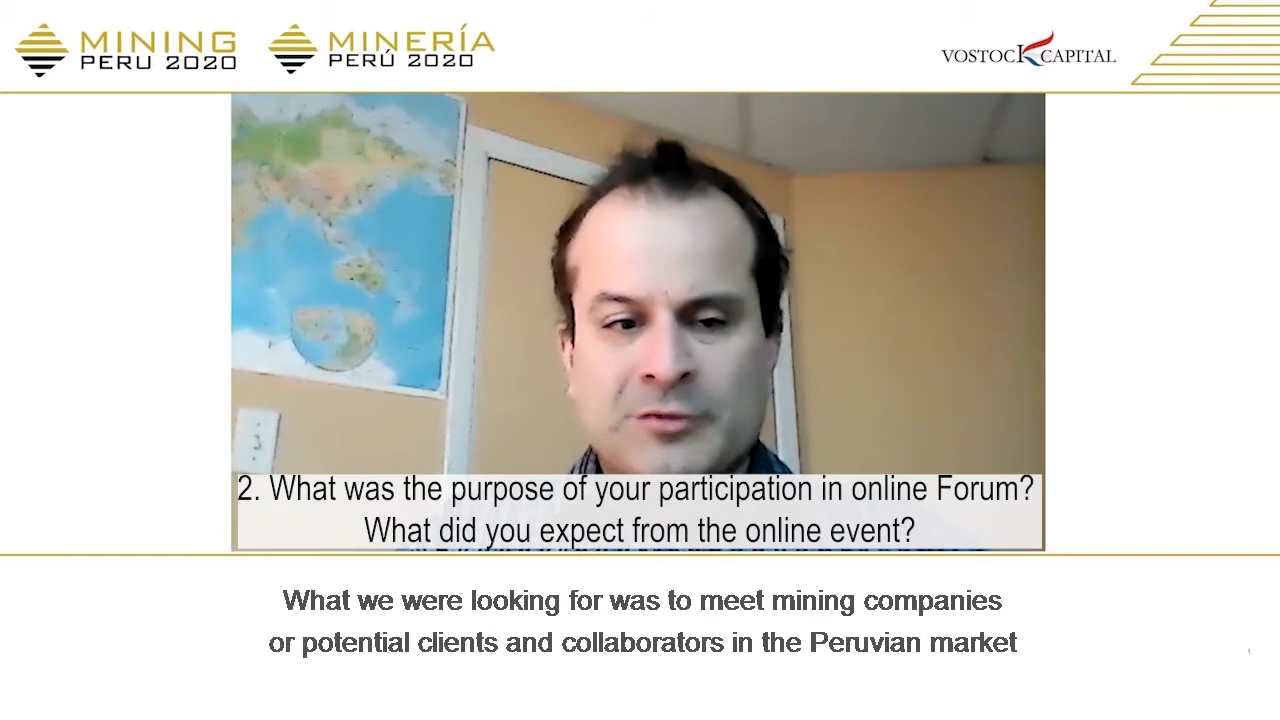 MINING
PERU 2020
MINERÍA
PERÚ 2020
VOSTOCK CAPITAL
2. What was the purpose of your participation in online Forum?
What did you expect from the online event?
What we were looking for was to meet mining companies
or potential clients and collaborators in the Peruvian market